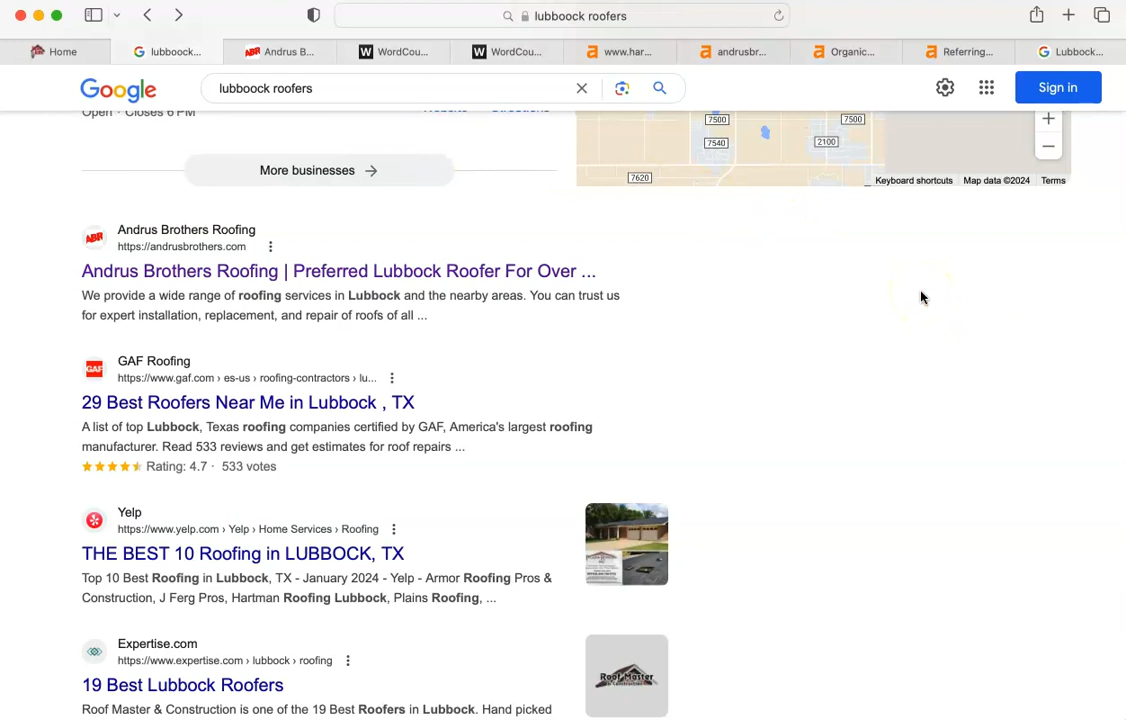 lubboock roofers
Home
lubboock...
ABR
Andrus B...
W
WordCou...
W
WordCou...
www.har...
andrusbr...
Organic...
Referring...
Lubbock...
Google
lubboock roofers
Sign in
Open · Closes 6 PM
Website
Directions
7500
7500
7540
2100
7620
Keyboard shortcuts Map data ©2024 Terms
More businesses
ABR
Andrus Brothers Roofing
https://andrusbrothers.com
Andrus Brothers Roofing | Preferred Lubbock Roofer For Over ...
We provide a wide range of roofing services in Lubbock and the nearby areas. You can trust us
for expert installation, replacement, and repair of roofs of all ...
GAF
GAF Roofing
https://www.gaf.com › es-us › roofing-contractors › lu...
29 Best Roofers Near Me in Lubbock , TX
A list of top Lubbock, Texas roofing companies certified by GAF, America's largest roofing
manufacturer. Read 533 reviews and get estimates for roof repairs ...
Rating: 4.7 · 533 votes
Yelp
https://www.yelp.com › Yelp › Home Services › Roofing
THE BEST 10 Roofing in LUBBOCK, TX
Top 10 Best Roofing in Lubbock, TX - January 2024 - Yelp - Armor Roofing Pros &
Construction, J Ferg Pros, Hartman Roofing Lubbock, Plains Roofing, ...
Expertise.com
https://www.expertise.com › lubbock › roofing
19 Best Lubbock Roofers
Roof Master & Construction is one of the 19 Best Roofers in Lubbock. Hand picked
Roof Master
& Construction